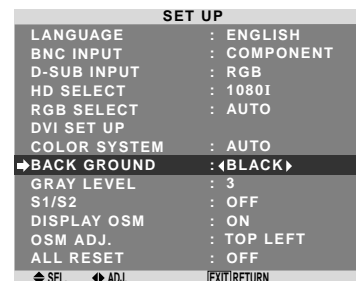 SET UP
LANGUAGE : ENGLISH
BNC INPUT : COMPONENT
D-SUB INPUT : RGB
HD SELECT : 1080I
RGB SELECT : AUTO
DVI SET UP
COLOR SYSTEM : AUTO
BACK GROUND : BLACK
GRAY LEVEL : 3
S1/S2 : OFF
DISPLAY OSM : ON
OSM ADJ. : TOP LEFT
ALL RESET : OFF
SEL. ADJ. EXIT RETURN